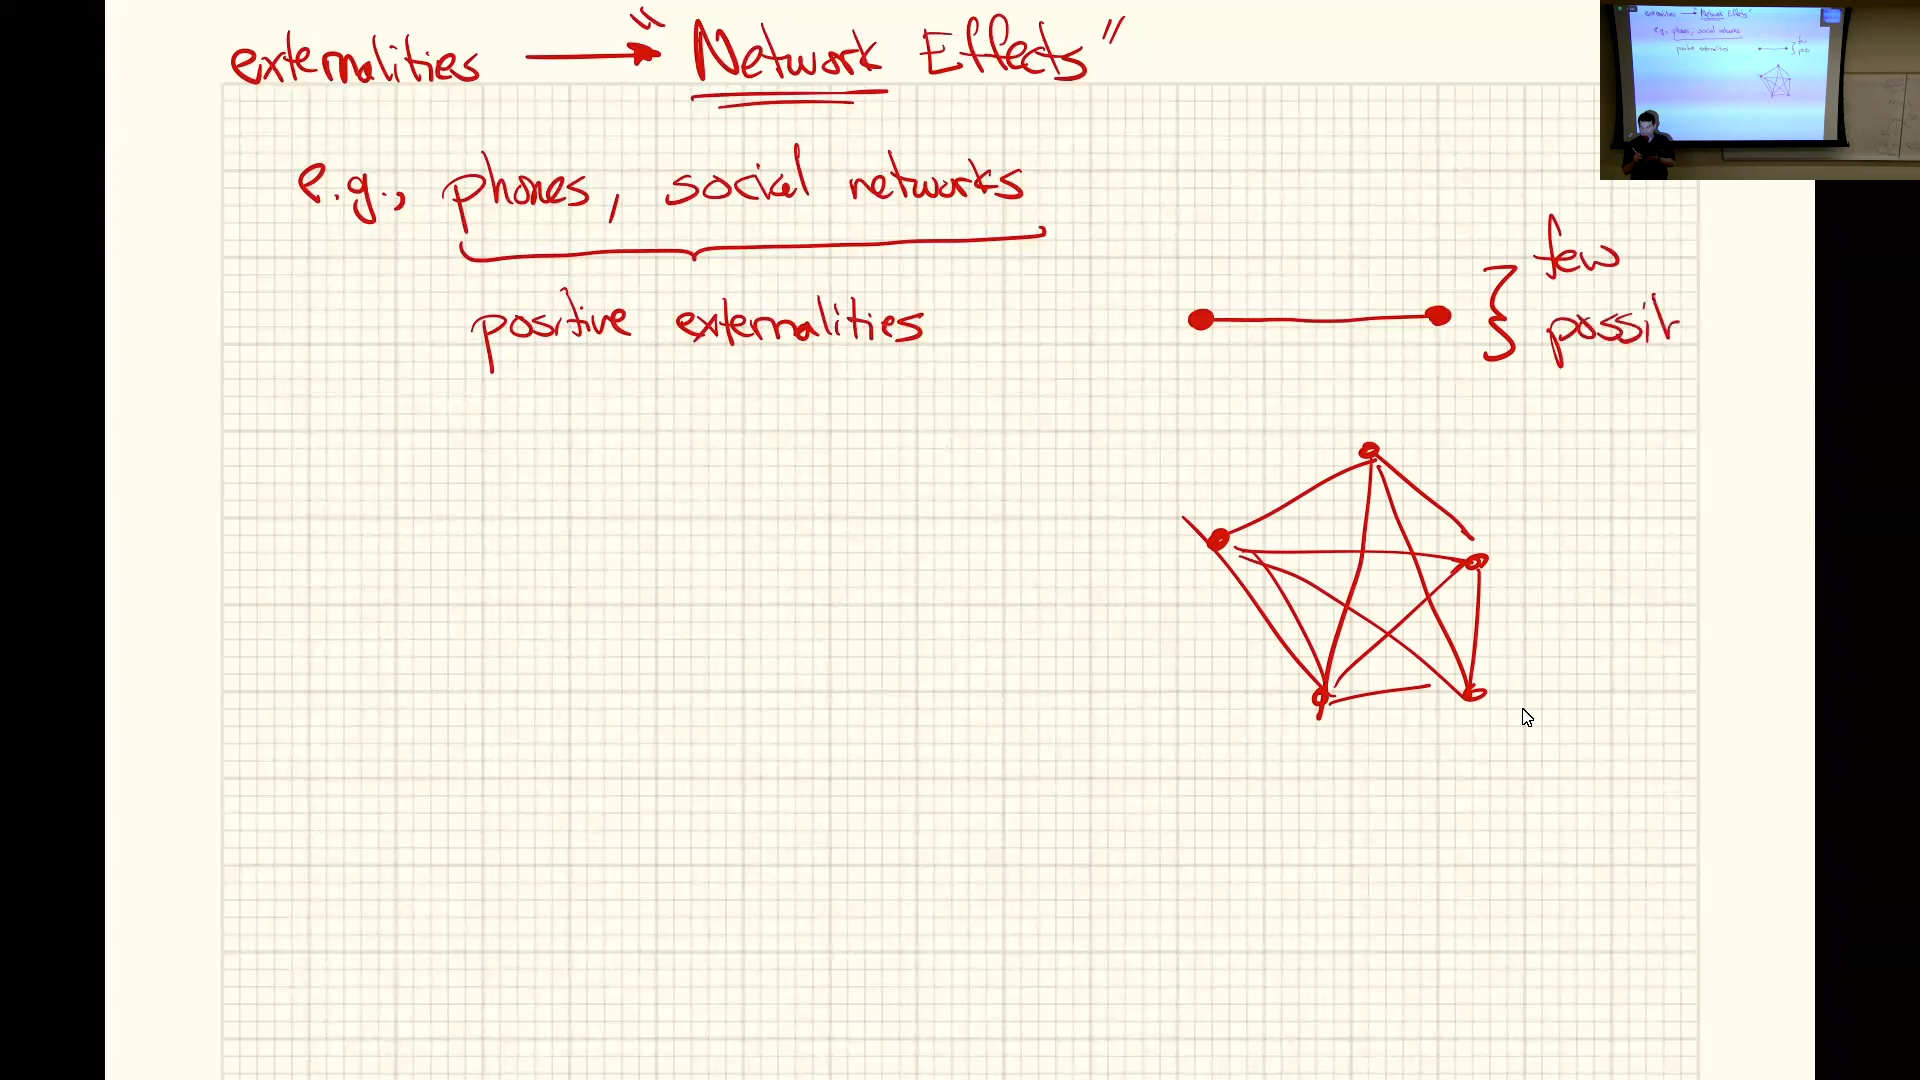 externalities → "Network Effects"
e.g., phones, social networks
positive externalities
few
possib